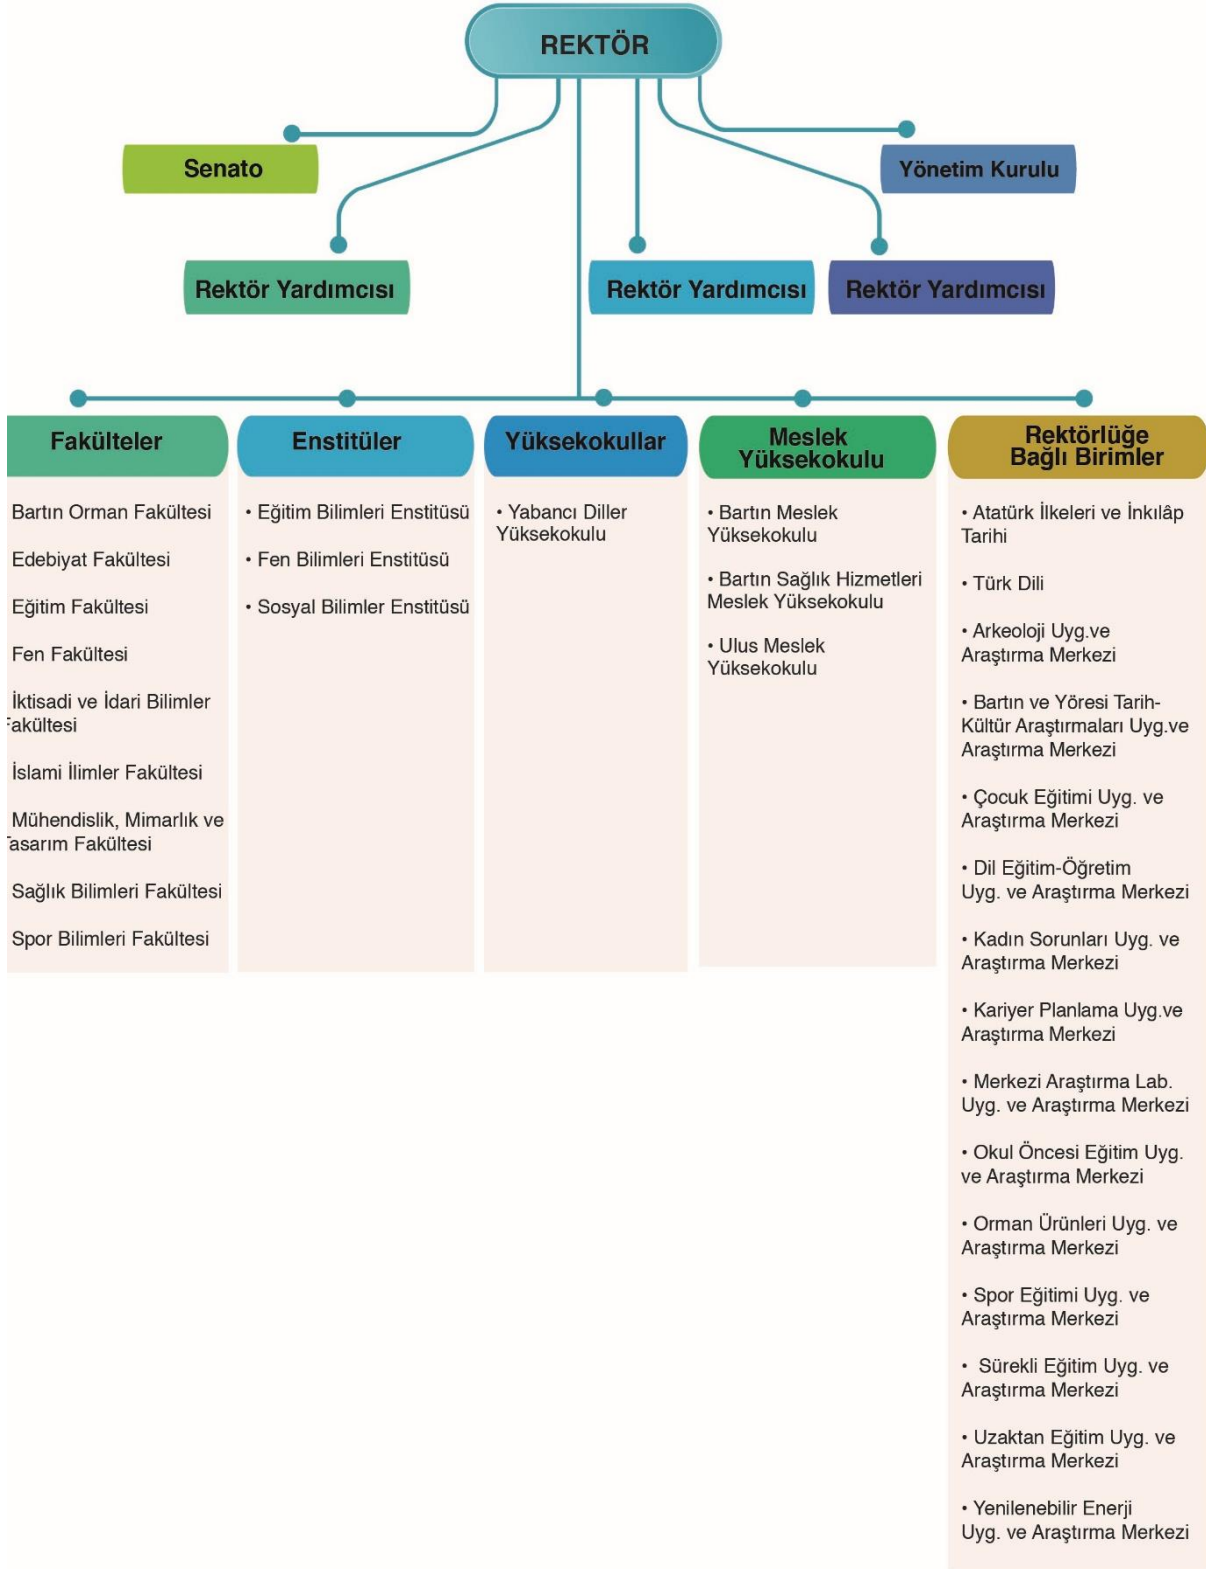 REKTÖR
Senato
Yönetim Kurulu
Rektör Yardımcısı
Rektör Yardımcısı
Rektör Yardımcısı
Fakülteler
Bartın Orman Fakültesi
Edebiyat Fakültesi
Eğitim Fakültesi
Fen Fakültesi
İktisadi ve İdari Bilimler
Fakültesi
İslami İlimler Fakültesi
Mühendislik, Mimarlık ve
Tasarım Fakültesi
Sağlık Bilimleri Fakültesi
Spor Bilimleri Fakültesi
Enstitüler
• Eğitim Bilimleri Enstitüsü
• Fen Bilimleri Enstitüsü
• Sosyal Bilimler Enstitüsü
Yüksekokullar
• Yabancı Diller
Yüksekokulu
Meslek
Yüksekokulu
• Bartın Meslek
Yüksekokulu
• Bartın Sağlık Hizmetleri
Meslek Yüksekokulu
• Ulus Meslek
Yüksekokulu
Rektörlüğe
Bağlı Birimler
• Atatürk İlkeleri ve İnkılâp
Tarihi
• Türk Dili
• Arkeoloji Uyg.ve
Araştırma Merkezi
• Bartın ve Yöresi Tarih-
Kültür Araştırmaları Uyg.ve
Araştırma Merkezi
• Çocuk Eğitimi Uyg. ve
Araştırma Merkezi
• Dil Eğitim-Öğretim
Uyg. ve Araştırma Merkezi
• Kadın Sorunları Uyg. ve
Araştırma Merkezi
• Kariyer Planlama Uyg.ve
Araştırma Merkezi
• Merkezi Araştırma Lab.
Uyg. ve Araştırma Merkezi
• Okul Öncesi Eğitim Uyg.
ve Araştırma Merkezi
• Orman Ürünleri Uyg. ve
Araştırma Merkezi
• Spor Eğitimi Uyg. ve
Araştırma Merkezi
• Sürekli Eğitim Uyg. ve
Araştırma Merkezi
• Uzaktan Eğitim Uyg. ve
Araştırma Merkezi
• Yenilenebilir Enerji
Uyg. ve Araştırma Merkezi